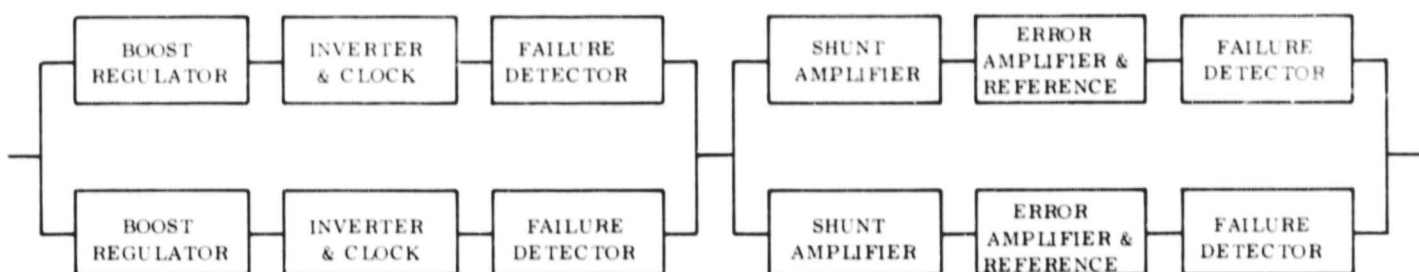 BOOST
REGULATOR
INVERTER
& CLOCK
FAILURE
DETECTOR
SHUNT
AMPLIFIER
ERROR
AMPLIFIER &
REFERENCE
FAILURE
DETECTOR
BOOST
REGULATOR
INVERTER
& CLOCK
FAILURE
DETECTOR
SHUNT
AMPLIFIER
ERROR
AMPLIFIER &
REFERENCE
FAILURE
DETECTOR